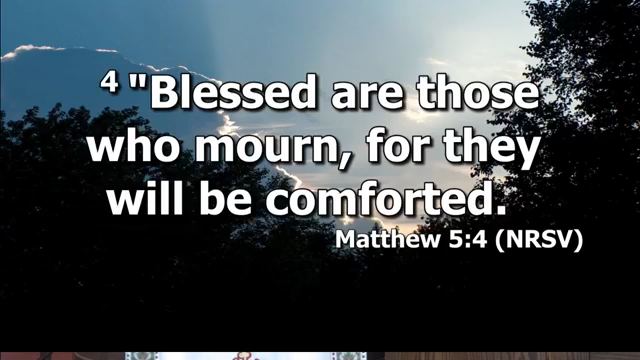 4 "Blessed are those
who mourn, for they
will be comforted.
Matthew 5:4 (NRSV)